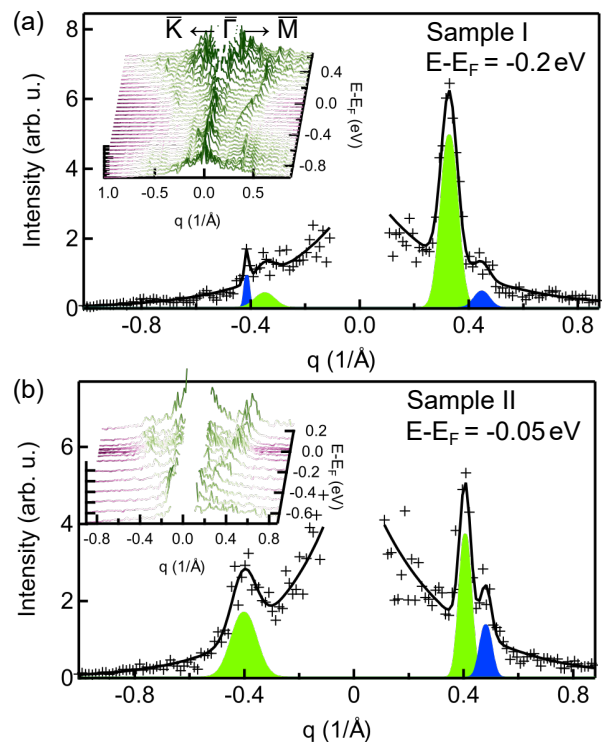 (a)
K̅ ← Γ̅ → M̅
Sample I
E-E_F = -0.2 eV
8
6
4
2
0
Intensity (arb. u.)
0.4
0.0
-0.4
-0.8
E-E_F (eV)
1.0 -0.5 0.0 0.5
q (1/Å)
-0.8 -0.4 0.0 0.4 0.8
q (1/Å)
(b)
Sample II
E-E_F = -0.05 eV
6
4
2
0
Intensity (arb. u.)
0.2
0.0
-0.2
-0.4
-0.6
E-E_F (eV)
-0.8 -0.4 0.0 0.4 0.8
q (1/Å)
-0.8 -0.4 0 0.4 0.8
q (1/Å)